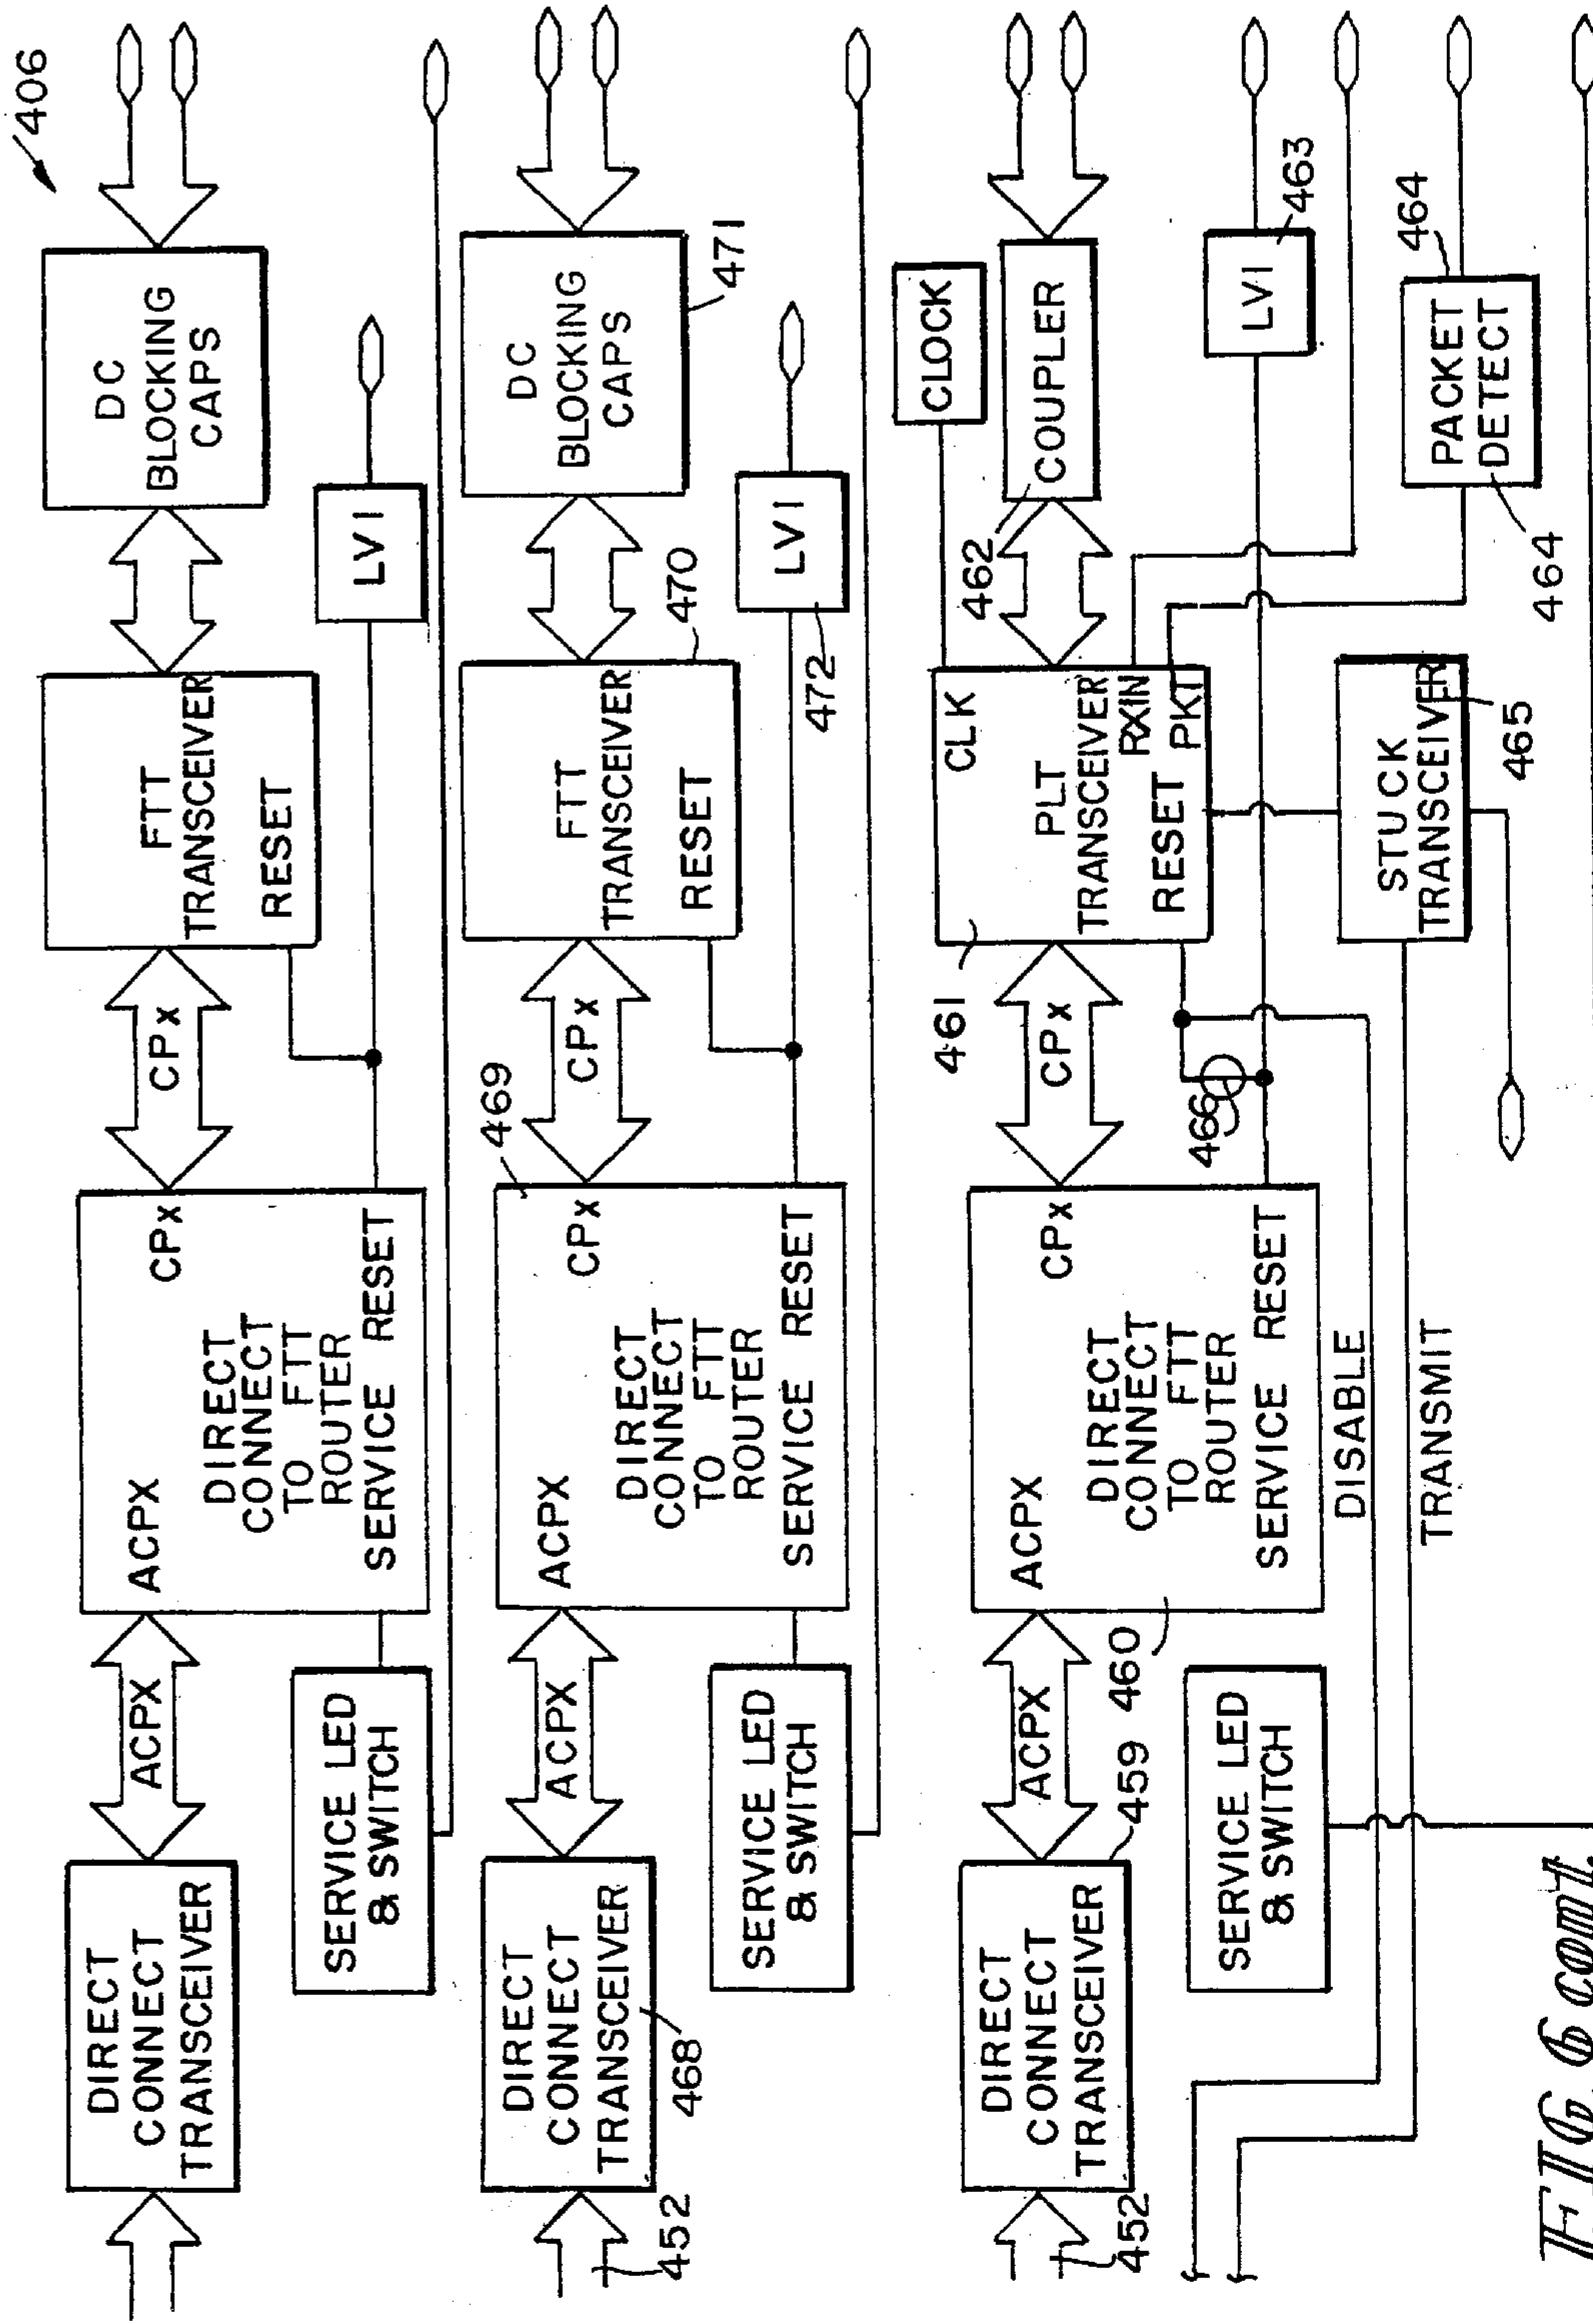 406
DIRECT
CONNECT
TRANSCEIVER
ACPX
ACPX
CPX
DIRECT
CONNECT
TO FTT
ROUTER
SERVICE RESET
SERVICE LED
& SWITCH
CPX
FTT
TRANSCEIVER
RESET
DC
BLOCKING
CAPS
LVI
452
DIRECT
CONNECT
TRANSCEIVER
468
ACPX
469
ACPX
CPX
DIRECT
CONNECT
TO FTT
ROUTER
SERVICE RESET
SERVICE LED
& SWITCH
CPX
FTT
TRANSCEIVER
RESET
470
DC
BLOCKING
CAPS
471
LVI
472
452
DIRECT
CONNECT
TRANSCEIVER
459
ACPX
ACPX
CPX
DIRECT
CONNECT
TO FTT
ROUTER
SERVICE RESET
460
SERVICE LED
& SWITCH
DISABLE
TRANSMIT
CPX
461
466
CLK
PLT
TRANSCEIVER
RXIN
RESET
PKT
462
CLOCK
COUPLER
LVI
463
464
PACKET
DETECT
464
STUCK
TRANSCEIVER
465
FIG. 6 cont.